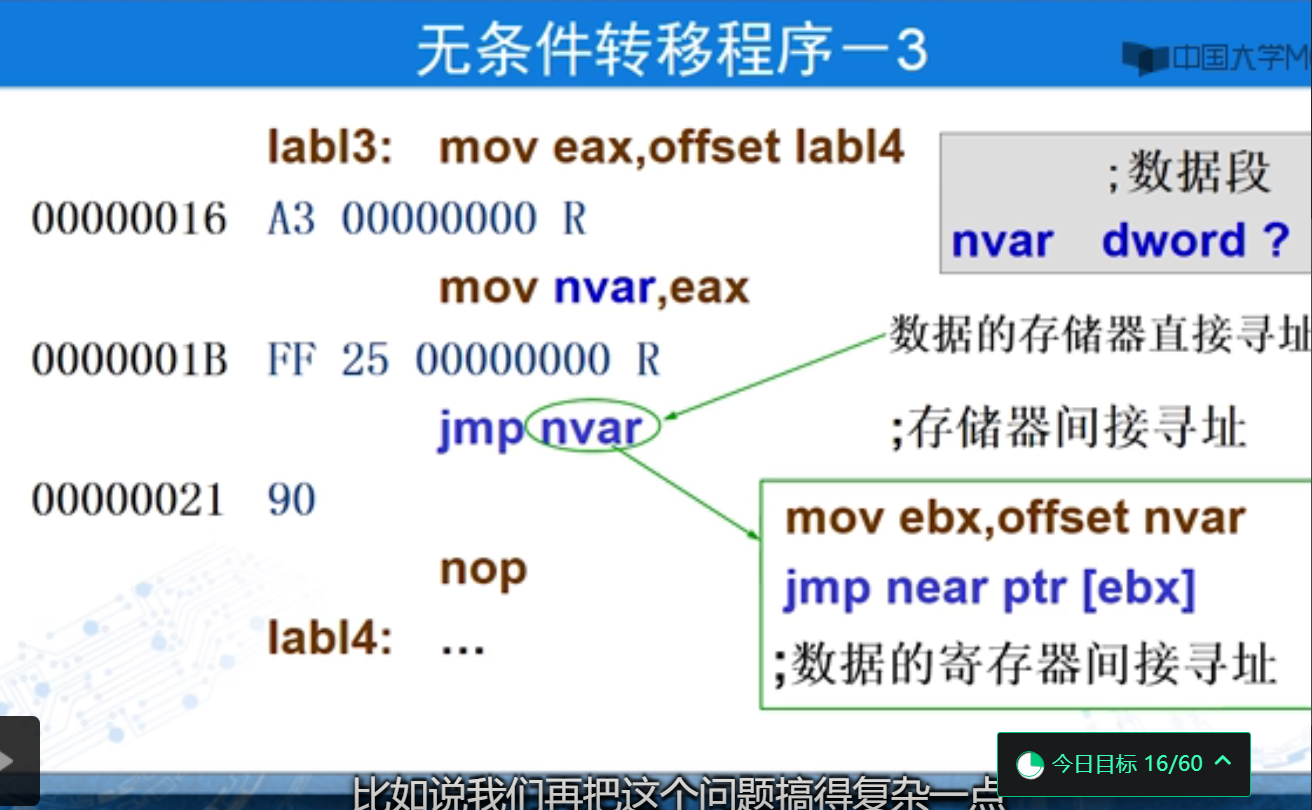 无条件转移程序－3
中国大学M
labl3: mov eax,offset labl4
;数据段
nvar dword ?
00000016 A3 00000000 R
mov nvar,eax
数据的存储器直接寻址
0000001B FF 25 00000000 R
jmp nvar
;存储器间接寻址
00000021 90
mov ebx,offset nvar
jmp near ptr [ebx]
nop
;数据的寄存器间接寻址
labl4: …
今日目标 16/60
比如说我们再把这个问题搞得复杂一点